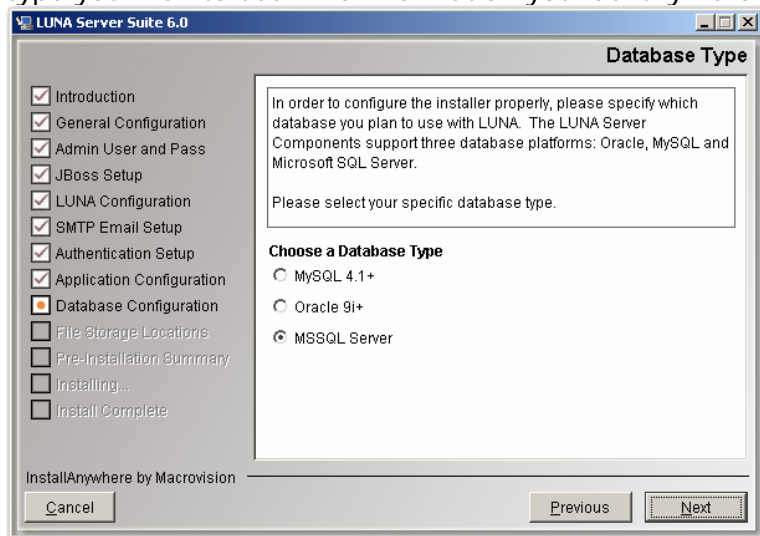 LUNA Server Suite 6.0
Database Type
Introduction
General Configuration
Admin User and Pass
JBoss Setup
LUNA Configuration
SMTP Email Setup
Authentication Setup
Application Configuration
Database Configuration
File Storage Locations
Pre-Installation Summary
Installing...
Install Complete
In order to configure the installer properly, please specify which
database you plan to use with LUNA. The LUNA Server
Components support three database platforms: Oracle, MySQL and
Microsoft SQL Server.
Please select your specific database type.
Choose a Database Type
MySQL 4.1+
Oracle 9i+
MSSQL Server
InstallAnywhere by Macrovision
Cancel
Previous
Next